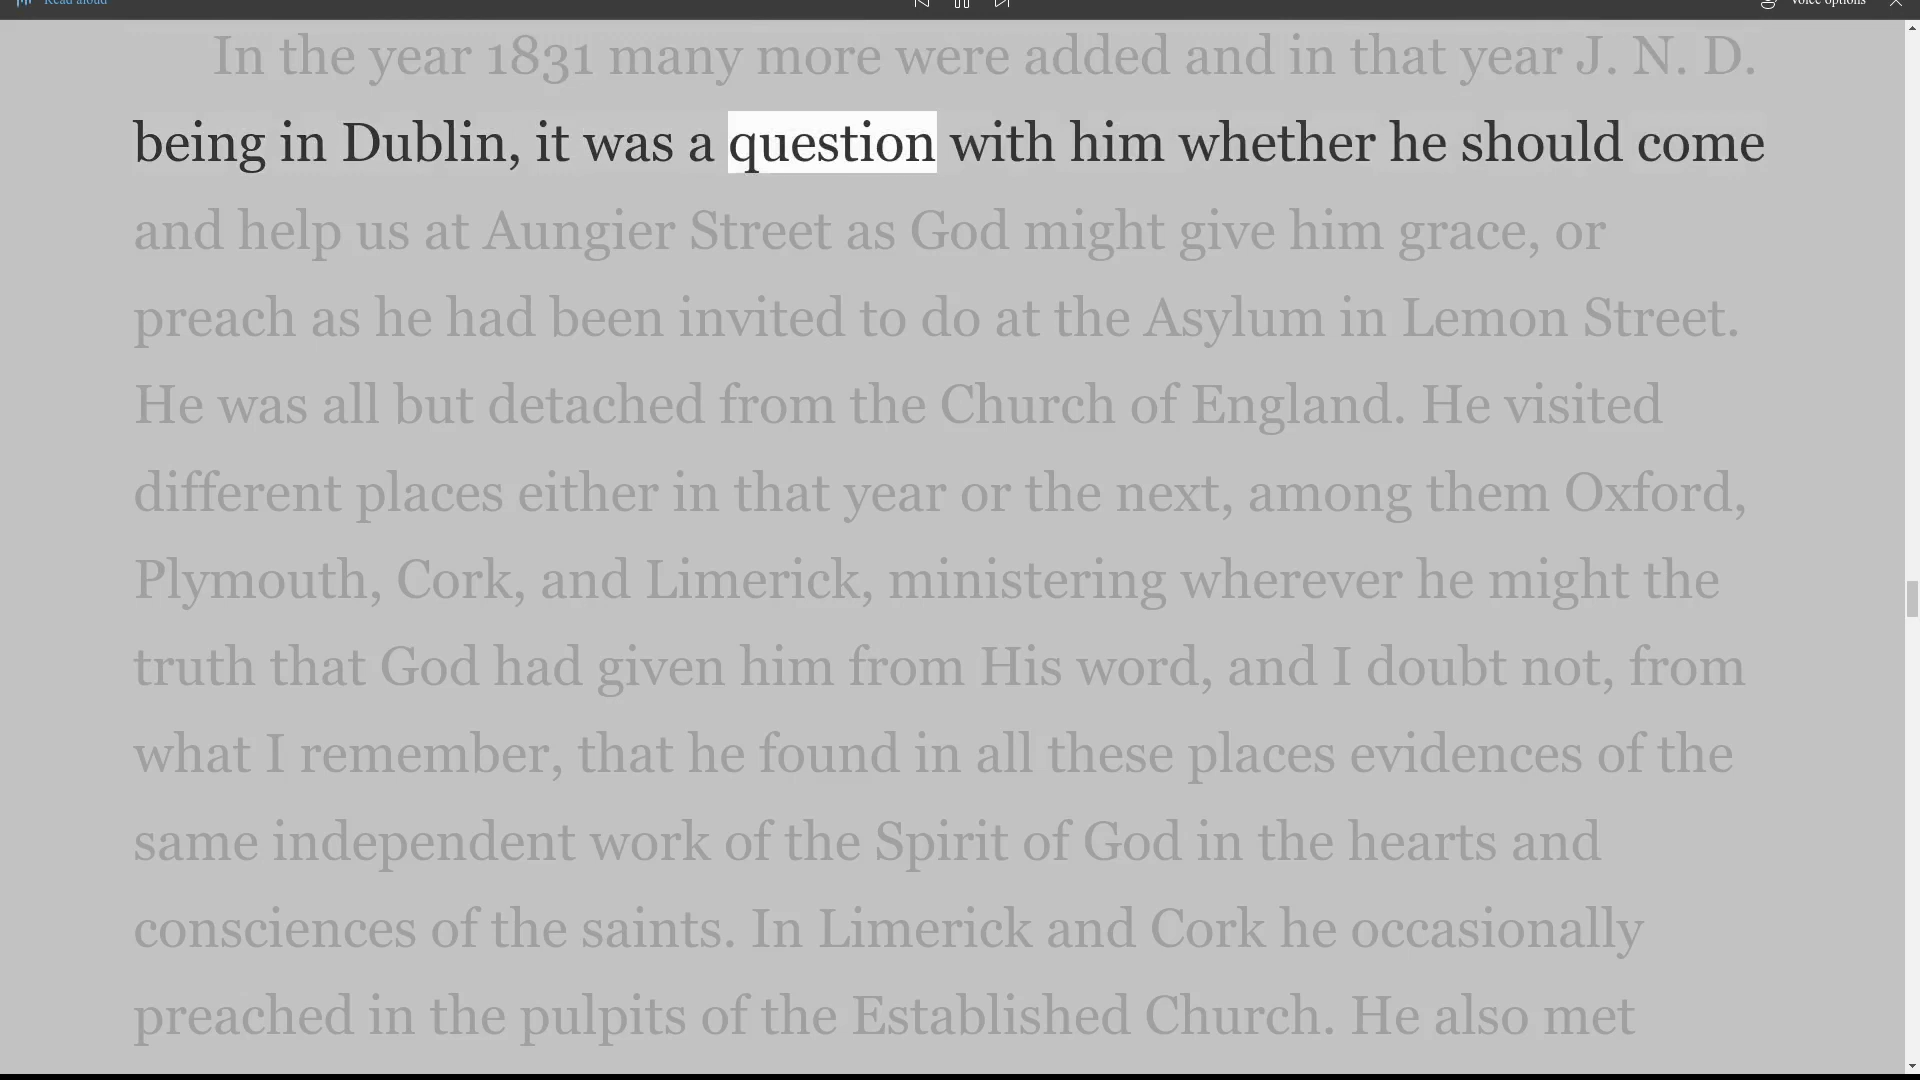 Read aloud
Voice options
In the year 1831 many more were added and in that year J. N. D.
being in Dublin, it was a question with him whether he should come
and help us at Aungier Street as God might give him grace, or
preach as he had been invited to do at the Asylum in Lemon Street.
He was all but detached from the Church of England. He visited
different places either in that year or the next, among them Oxford,
Plymouth, Cork, and Limerick, ministering wherever he might the
truth that God had given him from His word, and I doubt not, from
what I remember, that he found in all these places evidences of the
same independent work of the Spirit of God in the hearts and
consciences of the saints. In Limerick and Cork he occasionally
preached in the pulpits of the Established Church. He also met